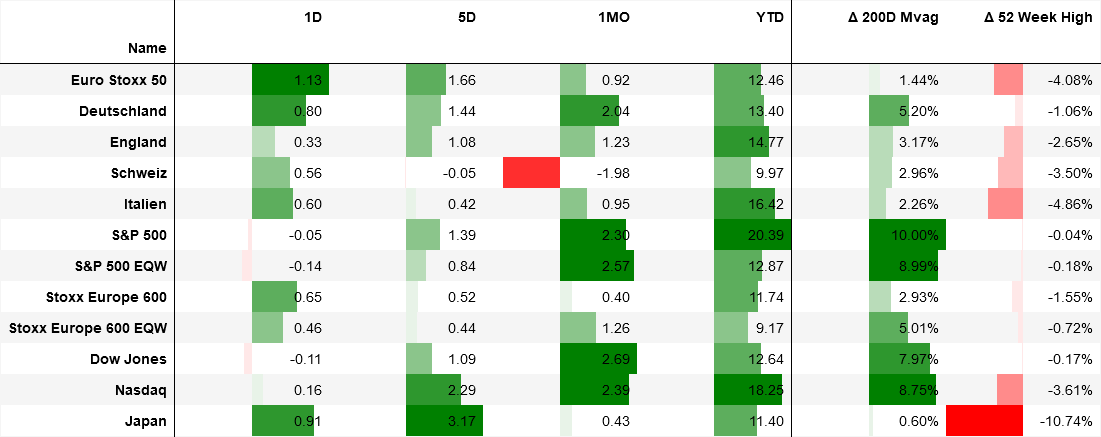 1D 5D 1MO YTD Δ 200D Mvag Δ 52 Week High
Name
Euro Stoxx 50 1.13 1.66 0.92 12.46 1.44% -4.08%
Deutschland 0.80 1.44 2.04 13.40 5.20% -1.06%
England 0.33 1.08 1.23 14.77 3.17% -2.65%
Schweiz 0.56 -0.05 -1.98 9.97 2.96% -3.50%
Italien 0.60 0.42 0.95 16.42 2.26% -4.86%
S&P 500 -0.05 1.39 2.30 20.39 10.00% -0.04%
S&P 500 EQW -0.14 0.84 2.57 12.87 8.99% -0.18%
Stoxx Europe 600 0.65 0.52 0.40 11.74 2.93% -1.55%
Stoxx Europe 600 EQW 0.46 0.44 1.26 9.17 5.01% -0.72%
Dow Jones -0.11 1.09 2.69 12.64 7.97% -0.17%
Nasdaq 0.16 2.29 2.39 18.25 8.75% -3.61%
Japan 0.91 3.17 0.43 11.40 0.60% -10.74%